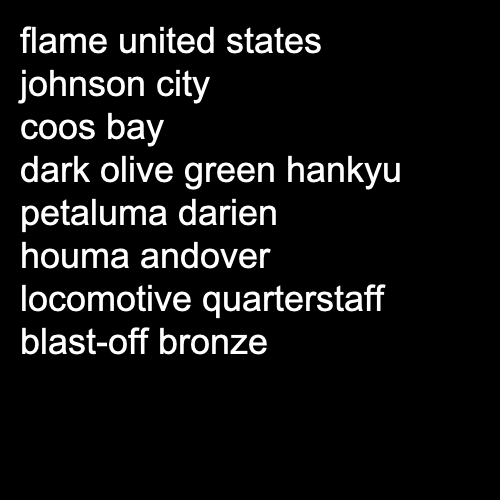 flame united states
johnson city
coos bay
dark olive green hankyu
petaluma darien
houma andover
locomotive quarterstaff
blast-off bronze